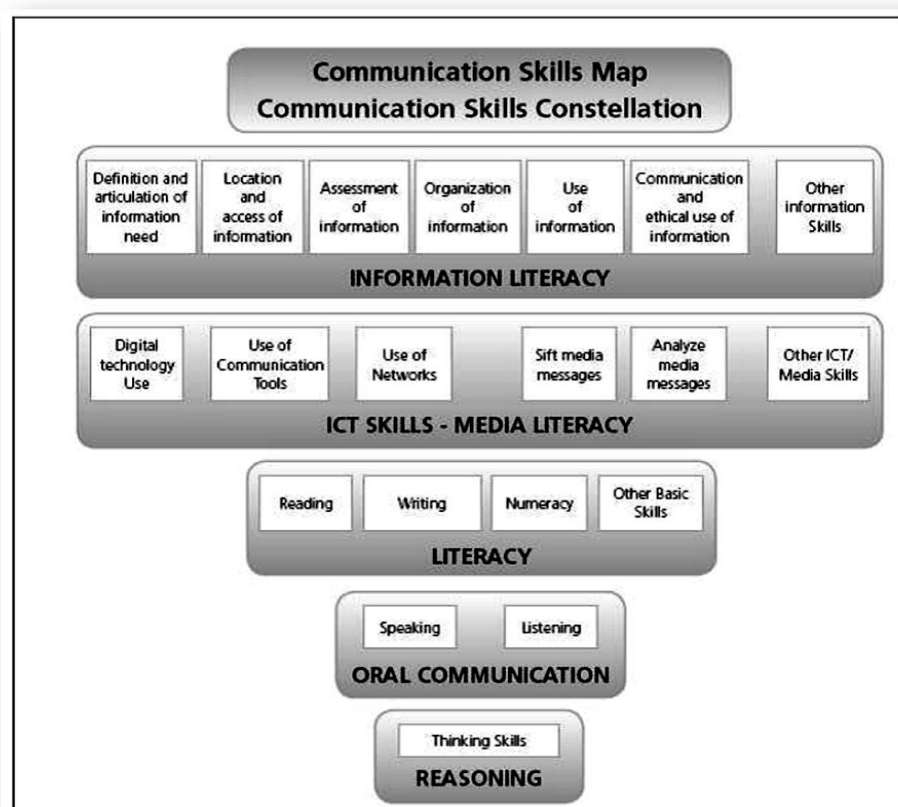 Communication Skills Map
Communication Skills Constellation
Definition and
articulation of
information
need
Location
and
access of
information
Assessment
of
information
Organization
of
information
Use
of
information
Communication
and
ethical use of
information
Other
information
Skills
INFORMATION LITERACY
Digital
technology
Use
Use of
Communication
Tools
Use of
Networks
Sift media
messages
Analyze
media
messages
Other ICT/
Media Skills
ICT SKILLS - MEDIA LITERACY
Reading
Writing
Numeracy
Other Basic
Skills
LITERACY
Speaking
Listening
ORAL COMMUNICATION
Thinking Skills
REASONING